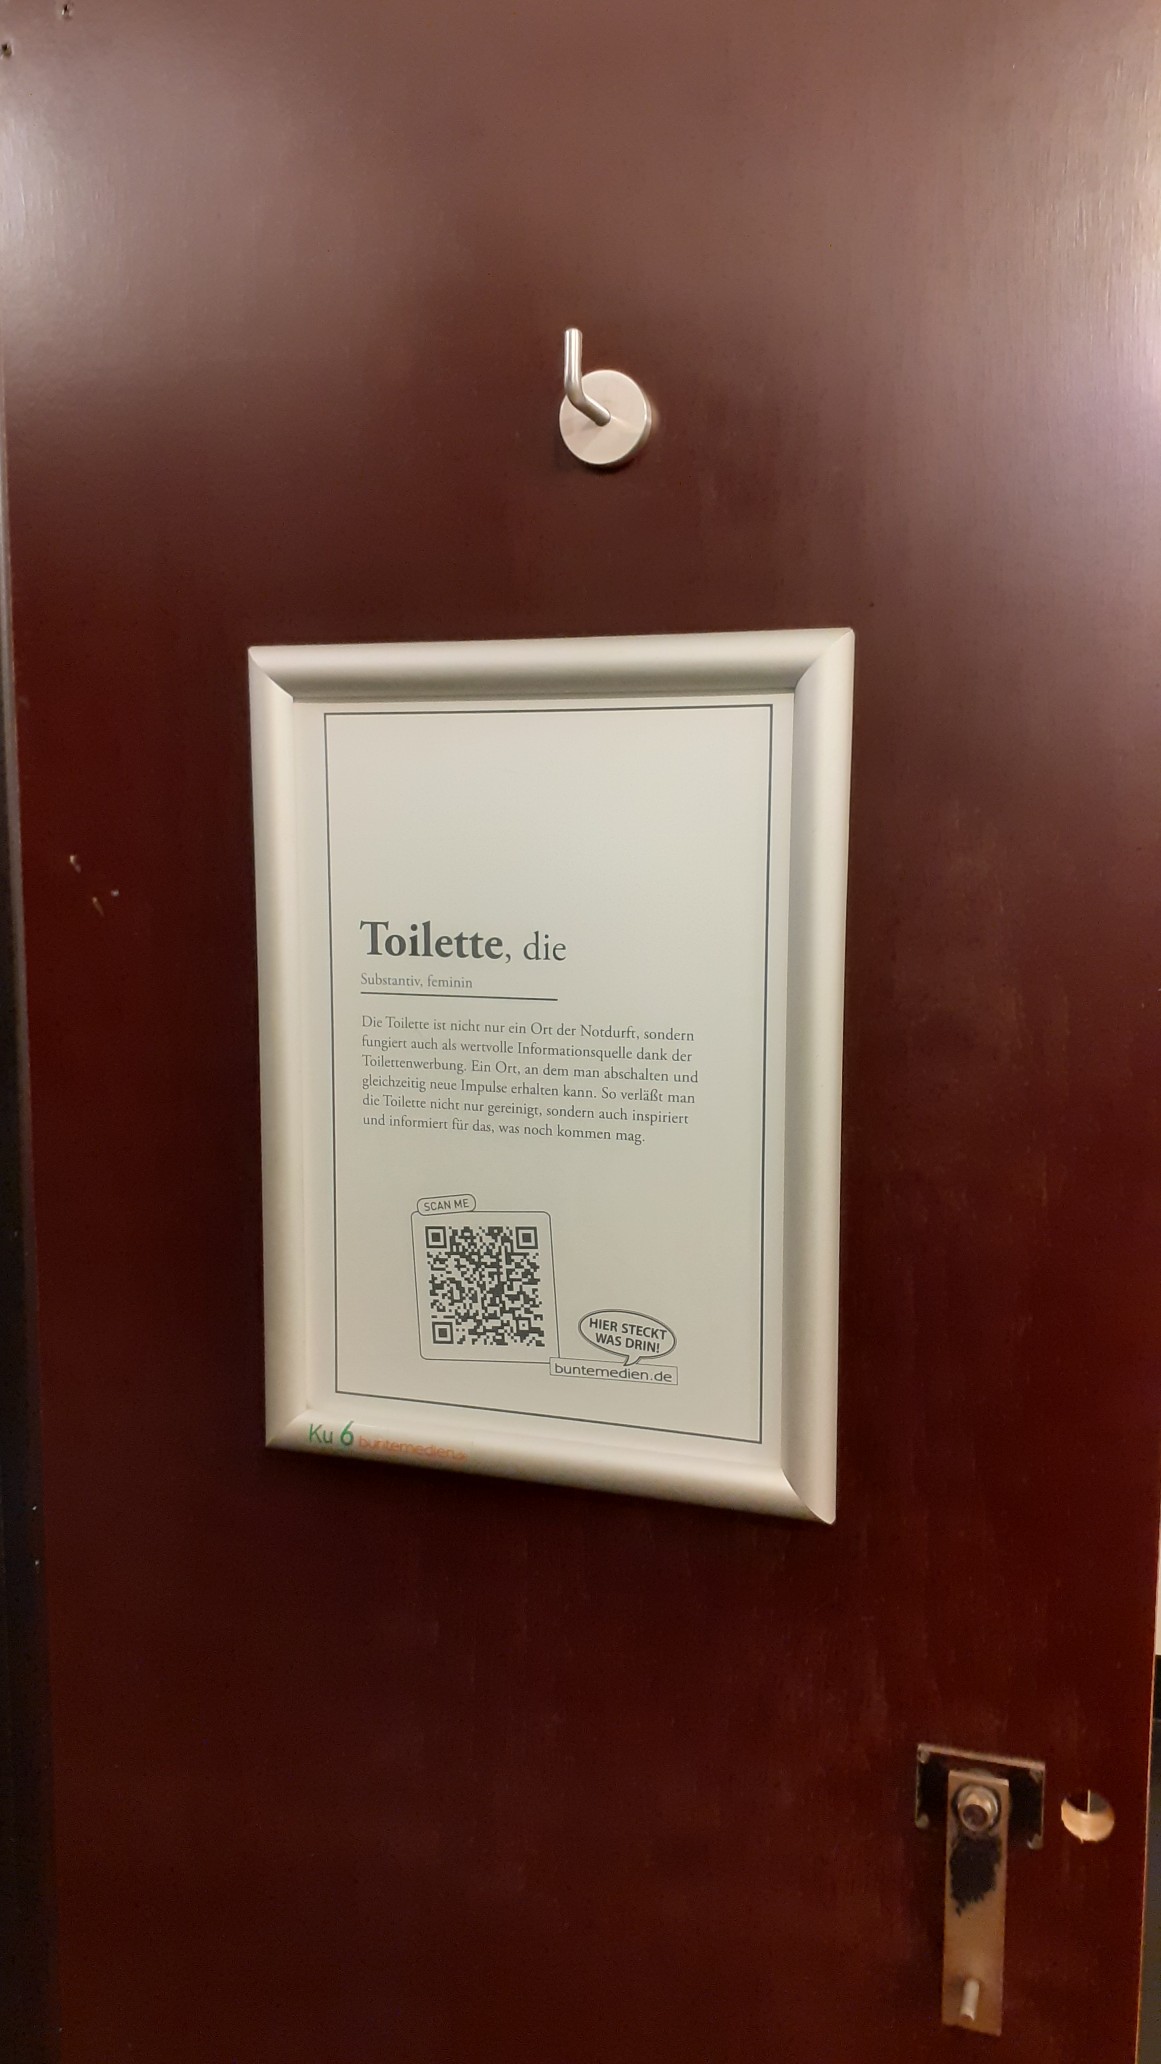 Toilette, die
Substantiv, feminin
Die Toilette ist nicht nur ein Ort der Notdurft, sondern
fungiert auch als wertvolle Informationsquelle dank der
Toilettenwerbung. Ein Ort, an dem man abschalten und
gleichzeitig neue Impulse erhalten kann. So verläßt man
die Toilette nicht nur gereinigt, sondern auch inspiriert
und informiert für das, was noch kommen mag.
SCAN ME
HIER STECKT
WAS DRIN!
buntemedien.de
Ku 6 buntemedien